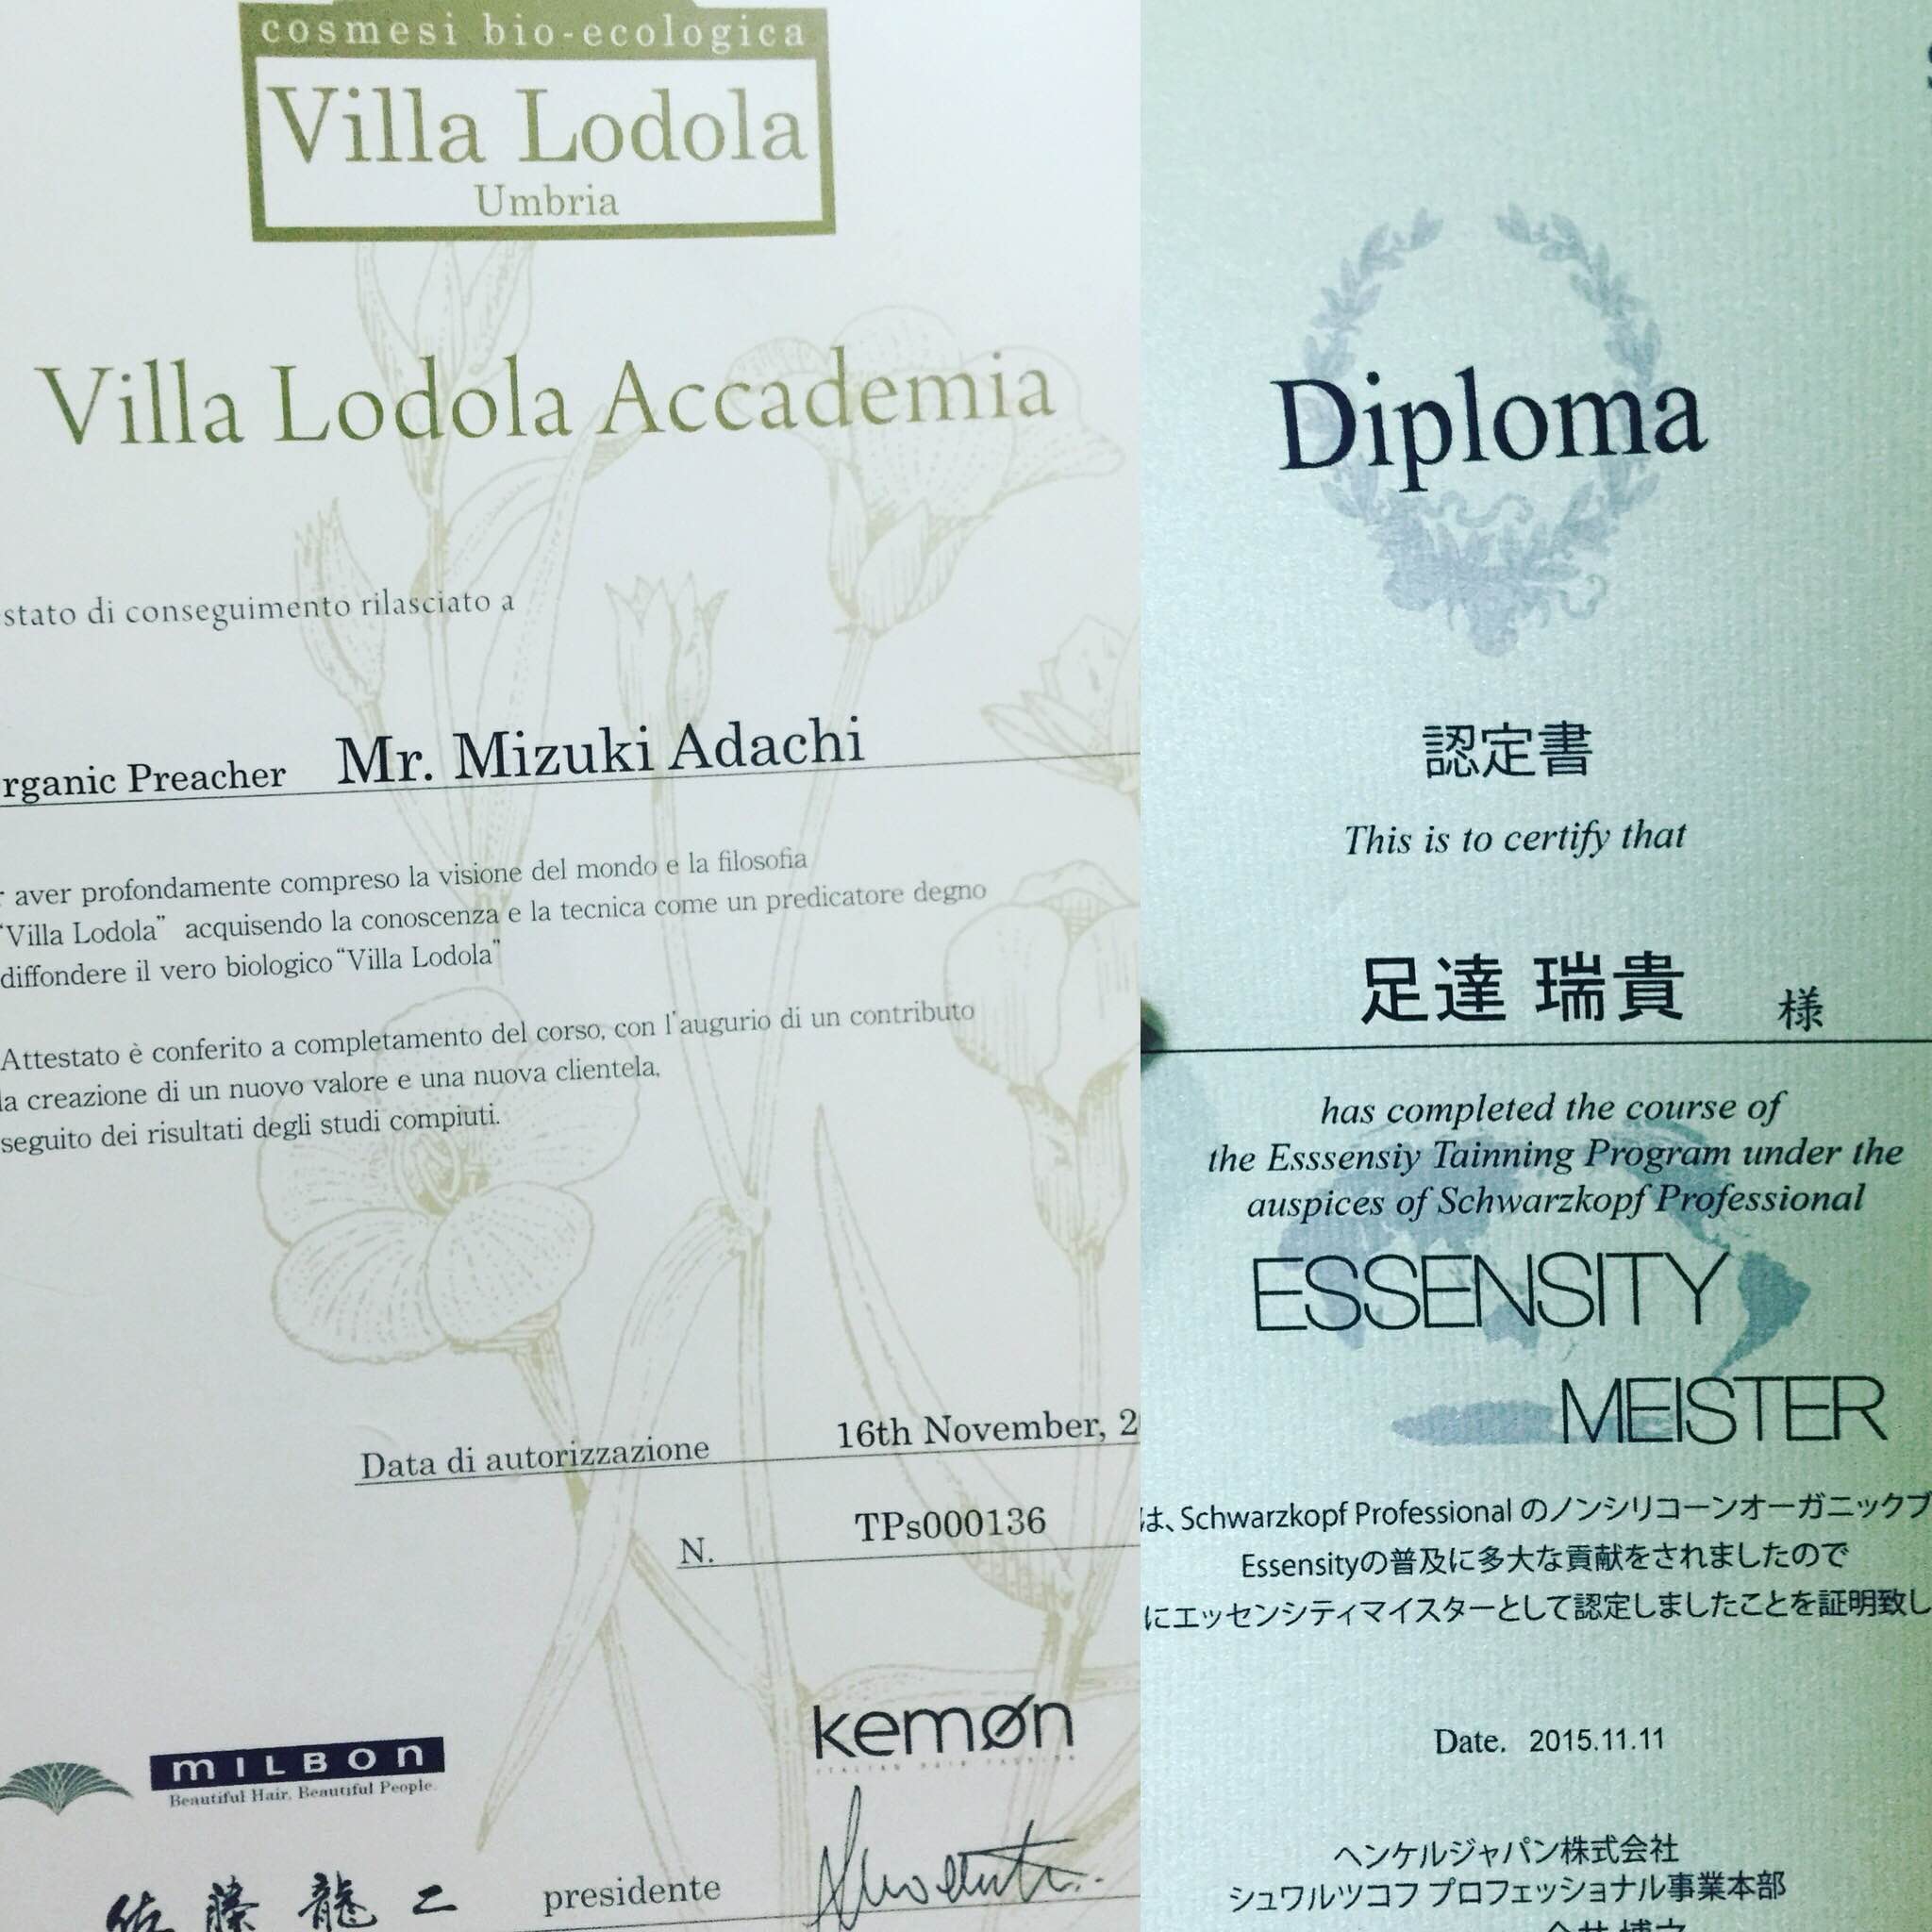 cosmesi bio-ecologica
Villa Lodola
Umbria
Villa Lodola Accademia
stato di conseguimento rilasciato a
rganic Preacher Mr. Mizuki Adachi
r aver profondamente compreso la visione del mondo e la filosofia
“Villa Lodola” acquisendo la conoscenza e la tecnica come un predicatore degno
diffondere il vero biologico “Villa Lodola”
Attestato è conferito a completamento del corso, con l'augurio di un contributo
la creazione di un nuovo valore e una nuova clientela,
seguito dei risultati degli studi compiuti.
Data di autorizzazione 16th November, 2
N. TPs000136
MILBON
Beautiful Hair, Beautiful People.
kemøn
ITALIAN HAIR FASHION
佐藤 龍二 presidente
Diploma
認定書
This is to certify that
足達 瑞貴 様
has completed the course of
the Esssensiy Tainning Program under the
auspices of Schwarzkopf Professional
ESSENSITY
MEISTER
は、Schwarzkopf Professional のノンシリコーンオーガニックブ
Essensityの普及に多大な貢献をされましたので
にエッセンシティマイスターとして認定しましたことを証明致し
Date. 2015.11.11
ヘンケルジャパン株式会社
シュワルツコフ プロフェッショナル事業本部